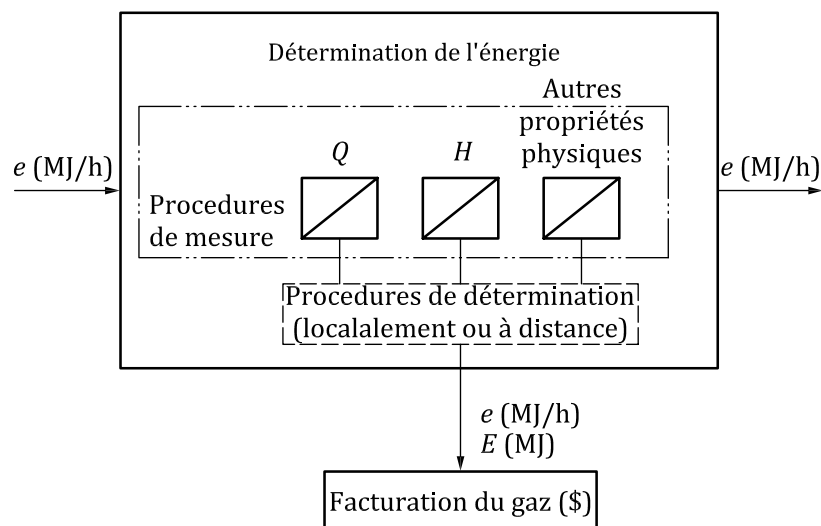 Détermination de l'énergie
Autres
propriétés
physiques
Q
H
e (MJ/h)
e (MJ/h)
Procedures
de mesure
Procedures de détermination
(localalement ou à distance)
e (MJ/h)
E (MJ)
Facturation du gaz ($)